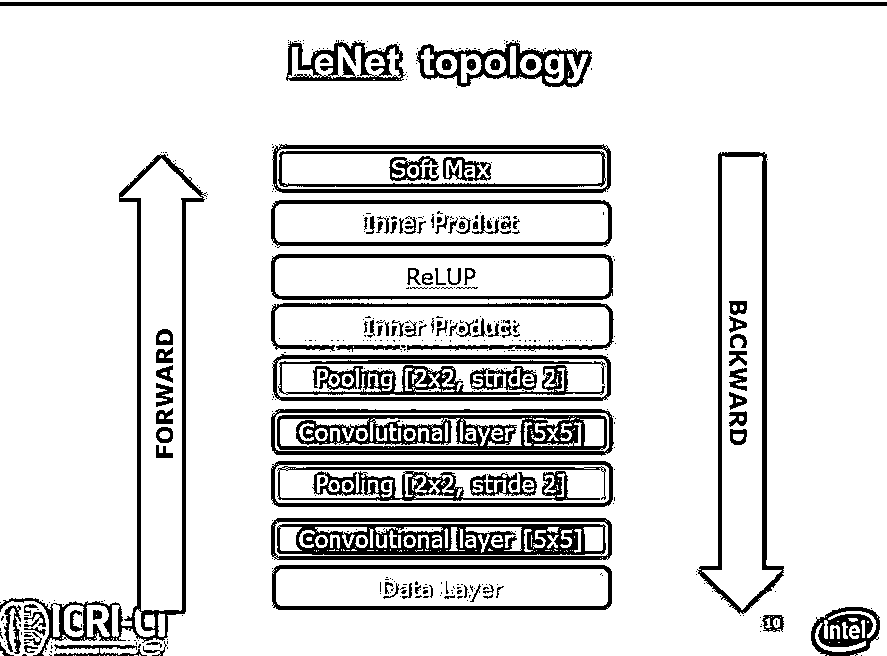 LeNet topology
Soft Max
Inner Product
ReLUP
Inner Product
Pooling [2x2, stride 2]
Convolutional layer [5x5]
Pooling [2x2, stride 2]
Convolutional layer [5x5]
Data Layer
FORWARD
BACKWARD
ICRI-CI
10
intel